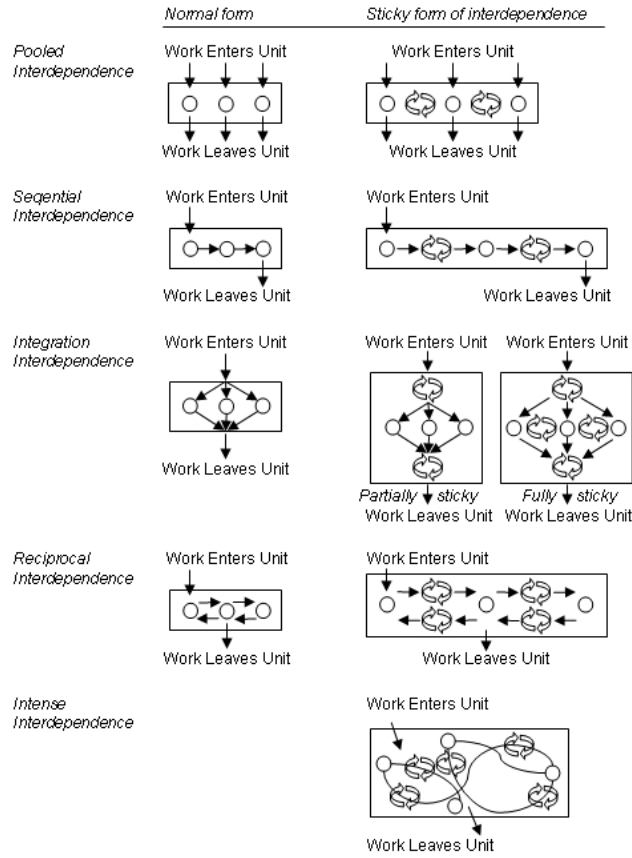 Normal form
Sticky form of interdependence
Pooled
Interdependence
Work Enters Unit
Work Enters Unit
Work Leaves Unit
Work Leaves Unit
Seqential
Interdependence
Work Enters Unit
Work Enters Unit
Work Leaves Unit
Work Leaves Unit
Integration
Interdependence
Work Enters Unit
Work Enters Unit
Work Enters Unit
Work Leaves Unit
Partially sticky
Fully sticky
Work Leaves Unit
Work Leaves Unit
Reciprocal
Interdependence
Work Enters Unit
Work Enters Unit
Work Leaves Unit
Work Leaves Unit
Intense
Interdependence
Work Enters Unit
Work Leaves Unit